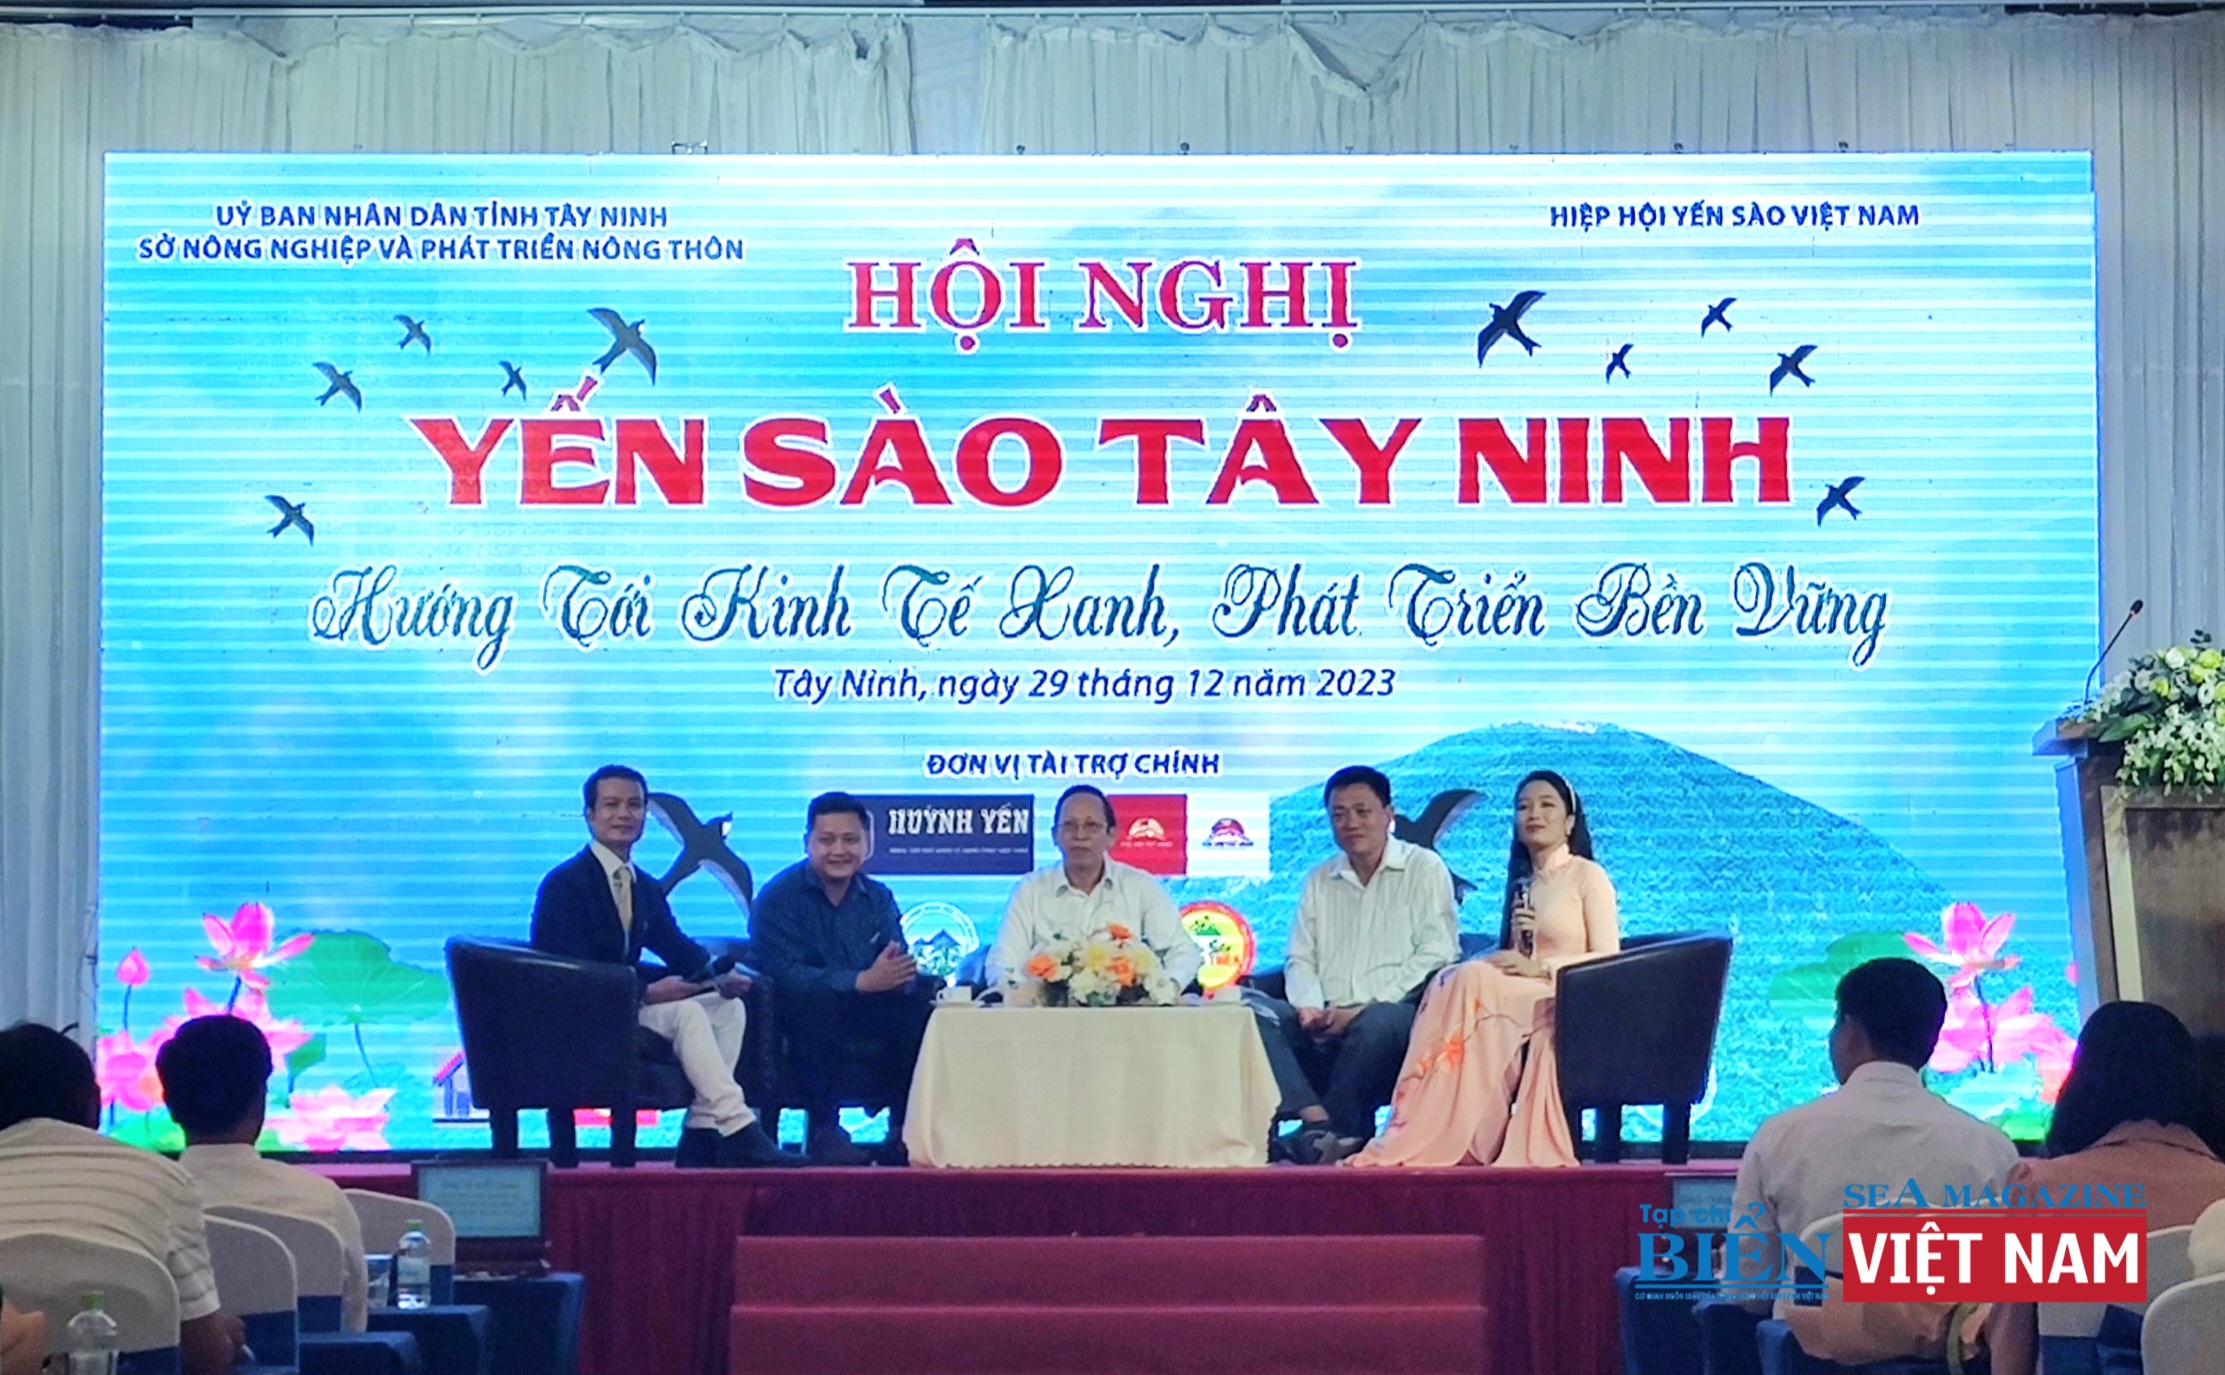 UỶ BAN NHÂN DÂN TỈNH TÂY NINH
SỞ NÔNG NGHIỆP VÀ PHÁT TRIỂN NÔNG THÔN
HIỆP HỘI YẾN SÀO VIỆT NAM
HỘI NGHỊ
YẾN SÀO TÂY NINH
Hướng Tới Kinh Tế Xanh, Phát Triển Bền Vững
Tây Ninh, ngày 29 tháng 12 năm 2023
ĐƠN VỊ TÀI TRỢ CHÍNH
HUỲNH YẾN
Tạp chí
BIỂN
SEA MAGAZINE
VIỆT NAM